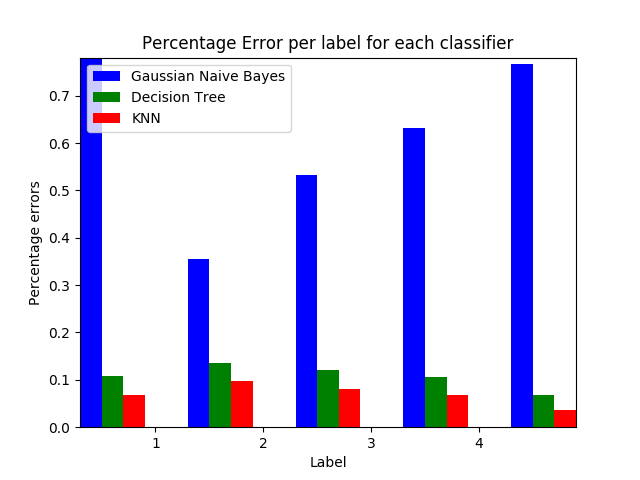 Percentage Error per label for each classifier
Gaussian Naive Bayes
Decision Tree
KNN
0.7
0.6
0.5
0.4
0.3
0.2
0.1
0.0
Percentage errors
1 2 3 4
Label